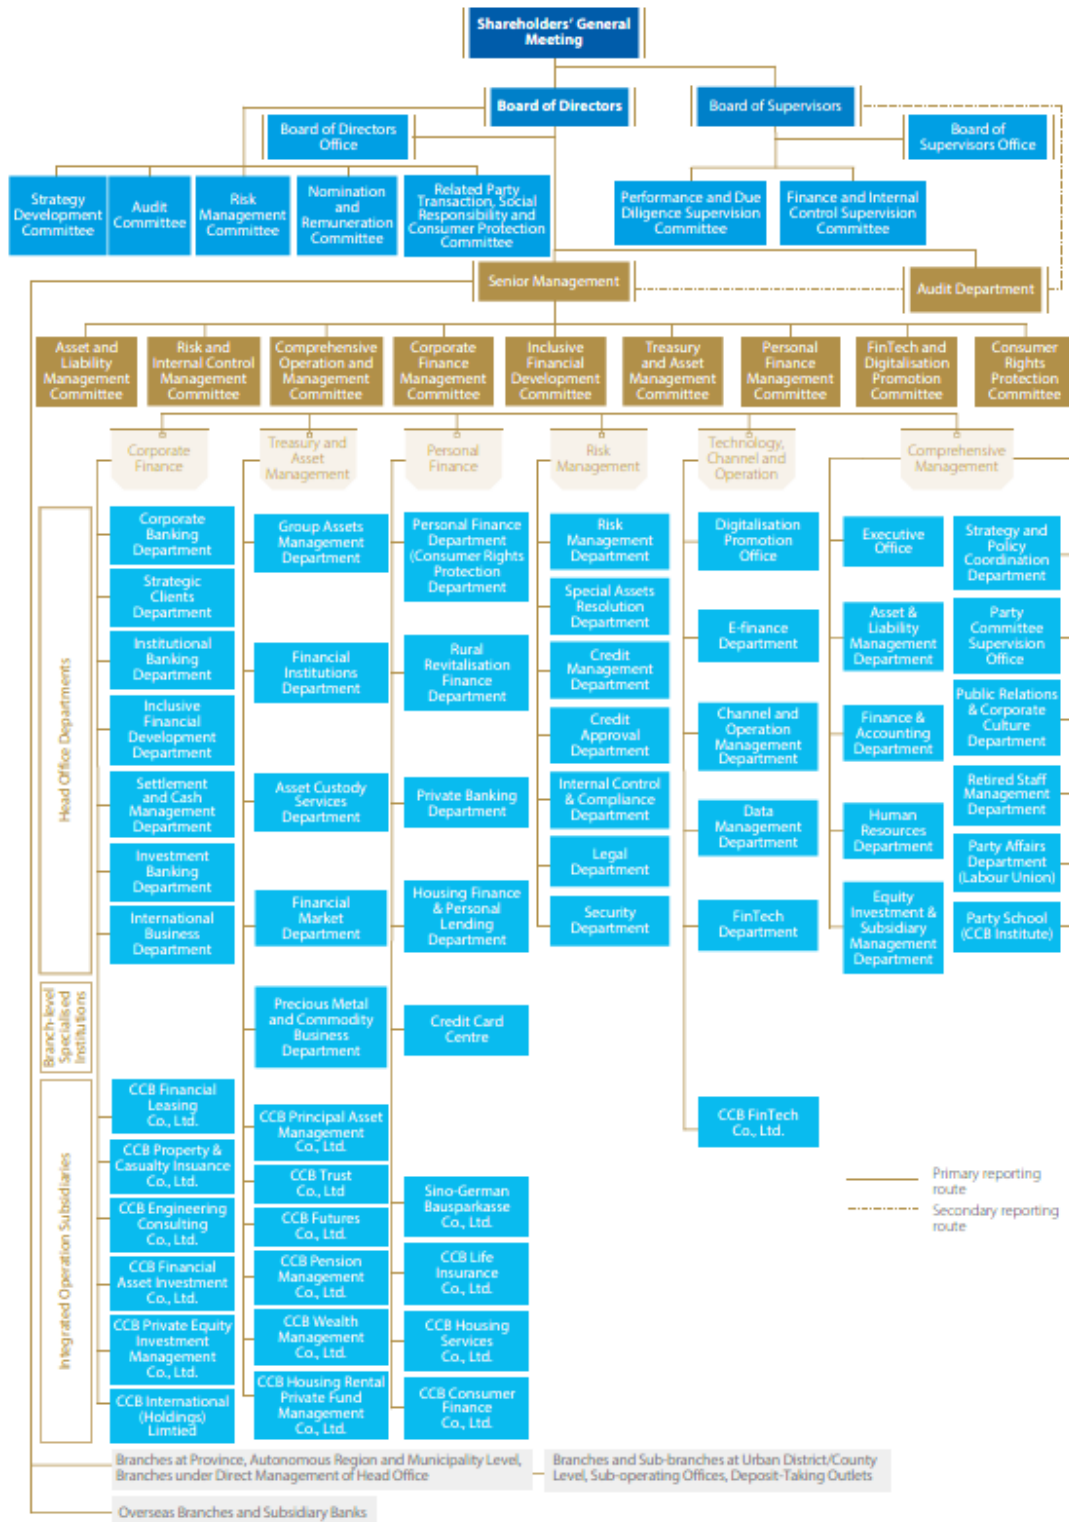 Shareholders' General
Meeting
Board of Directors
Board of Supervisors
Board of Directors
Office
Board of
Supervisors Office
Strategy
Development
Committee
Audit
Committee
Risk
Management
Committee
Nomination
and
Remuneration
Committee
Related Party
Transaction, Social
Responsibility and
Consumer Protection
Committee
Performance and Due
Diligence Supervision
Committee
Finance and Internal
Control Supervision
Committee
Senior Management
Audit Department
Asset and
Liability
Management
Committee
Risk and
Internal Control
Management
Committee
Comprehensive
Operation and
Management
Committee
Corporate
Finance
Management
Committee
Inclusive
Financial
Development
Committee
Treasury
and Asset
Management
Committee
Personal
Finance
Management
Committee
FinTech and
Digitalisation
Promotion
Committee
Consumer
Rights
Protection
Committee
Corporate
Finance
Treasury and
Asset
Management
Personal
Finance
Risk
Management
Technology,
Channel and
Operation
Comprehensive
Management
Head Office Departments
Corporate
Banking
Department
Strategic
Clients
Department
Institutional
Banking
Department
Inclusive
Financial
Development
Department
Settlement
and Cash
Management
Department
Investment
Banking
Department
International
Business
Department
Group Assets
Management
Department
Financial
Institutions
Department
Asset Custody
Services
Department
Financial
Market
Department
Precious Metal
and Commodity
Business
Department
Personal Finance
Department
(Consumer Rights
Protection
Department)
Rural
Revitalisation
Finance
Department
Private Banking
Department
Housing Finance
& Personal
Lending
Department
Credit Card
Centre
Risk
Management
Department
Special Assets
Resolution
Department
Credit
Management
Department
Credit
Approval
Department
Internal Control
& Compliance
Department
Legal
Department
Security
Department
Digitalisation
Promotion
Office
E-finance
Department
Channel and
Operation
Management
Department
Data
Management
Department
FinTech
Department
Executive
Office
Asset &
Liability
Management
Department
Finance &
Accounting
Department
Human
Resources
Department
Equity
Investment &
Subsidiary
Management
Department
Strategy and
Policy
Coordination
Department
Party
Committee
Supervision
Office
Public Relations
& Corporate
Culture
Department
Retired Staff
Management
Department
Party Affairs
Department
(Labour Union)
Party School
(CCB Institute)
Branch-level
Specialised
Institutions
Integrated Operation Subsidiaries
CCB Financial
Leasing
Co., Ltd.
CCB Property &
Casualty Insuance
Co., Ltd.
CCB Engineering
Consulting
Co., Ltd.
CCB Financial
Asset Investment
Co., Ltd.
CCB Private Equity
Investment
Management
Co., Ltd.
CCB International
(Holdings)
Limtied
CCB Principal Asset
Management
Co., Ltd.
CCB Trust
Co., Ltd
CCB Futures
Co., Ltd.
CCB Pension
Management
Co., Ltd.
CCB Wealth
Management
Co., Ltd.
CCB Housing Rental
Private Fund
Management
Co., Ltd.
Sino-German
Bausparkasse
Co., Ltd.
CCB Life
Insurance
Co., Ltd.
CCB Housing
Services
Co., Ltd.
CCB Consumer
Finance
Co., Ltd.
CCB FinTech
Co., Ltd.
Primary reporting
route
Secondary reporting
route
Branches at Province, Autonomous Region and Municipality Level,
Branches under Direct Management of Head Office
Branches and Sub-branches at Urban District/County
Level, Sub-operating Offices, Deposit-Taking Outlets
Overseas Branches and Subsidiary Banks